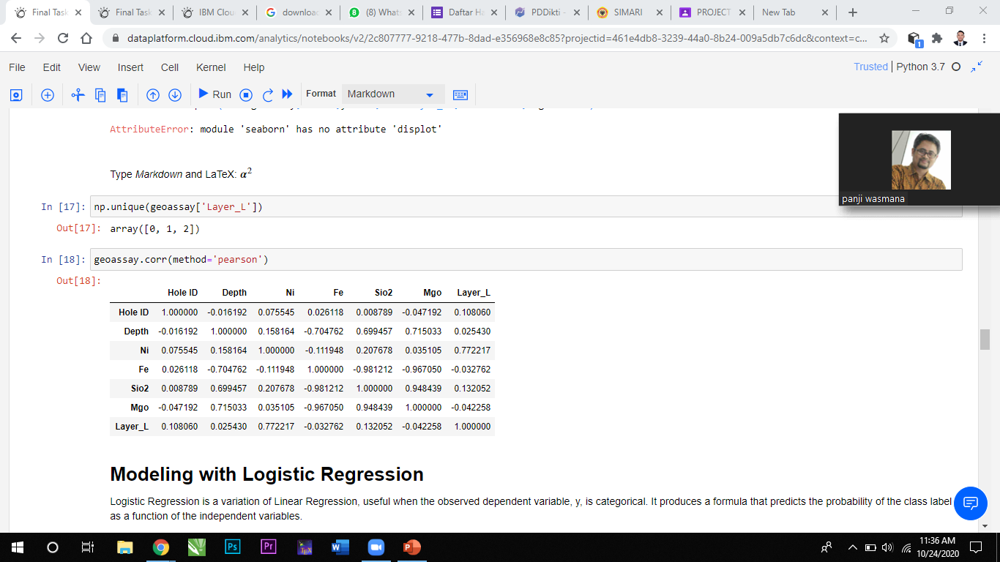 Final Task
Final Task
IBM Clou
download
(8) Whats
Daftar Ha
PDDikti -
SIMARI
PROJECT
New Tab
dataplatform.cloud.ibm.com/analytics/notebooks/v2/2c807777-9218-477b-8dad-e356968e8c85?projectid=461e4db8-3239-44a0-8b24-009a5db7c6dc&context=c...
File Edit View Insert Cell Kernel Help
Trusted | Python 3.7
Run Format Markdown
AttributeError: module 'seaborn' has no attribute 'displot'
Type Markdown and LaTeX: α²
panji wasmana
In [17]: np.unique(geoassay['Layer_L'])
Out[17]: array([0, 1, 2])
In [18]: geoassay.corr(method='pearson')
Out[18]:
Hole ID Depth Ni Fe Sio2 Mgo Layer_L
Hole ID 1.000000 -0.016192 0.075545 0.026118 0.008789 -0.047192 0.108060
Depth -0.016192 1.000000 0.158164 -0.704762 0.699457 0.715033 0.025430
Ni 0.075545 0.158164 1.000000 -0.111948 0.207678 0.035105 0.772217
Fe 0.026118 -0.704762 -0.111948 1.000000 -0.981212 -0.967050 -0.032762
Sio2 0.008789 0.699457 0.207678 -0.981212 1.000000 0.948439 0.132052
Mgo -0.047192 0.715033 0.035105 -0.967050 0.948439 1.000000 -0.042258
Layer_L 0.108060 0.025430 0.772217 -0.032762 0.132052 -0.042258 1.000000
Modeling with Logistic Regression
Logistic Regression is a variation of Linear Regression, useful when the observed dependent variable, y, is categorical. It produces a formula that predicts the probability of the class label
as a function of the independent variables.
11:36 AM
10/24/2020